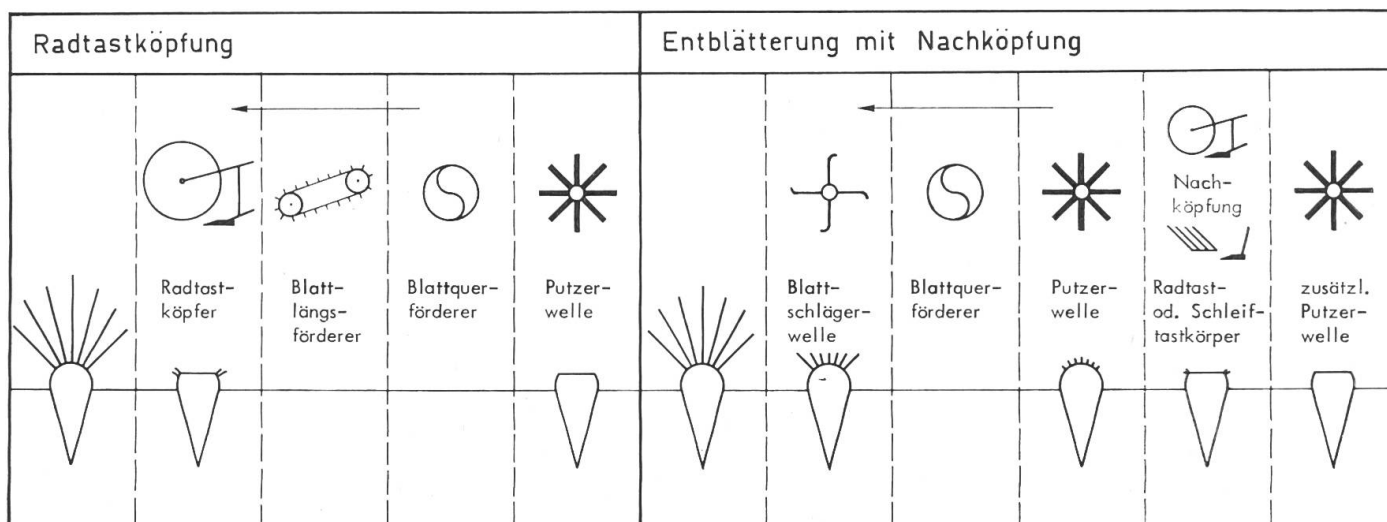 Radtastköpfung
Entblätterung mit Nachköpfung
Radtast-
köpfer
Blatt-
längs-
förderer
Blattquer-
förderer
Putzer-
welle
Blatt-
schläger-
welle
Blattquer-
förderer
Putzer-
welle
Nach-
köpfung
Radtast-
od. Schleif-
tastkörper
zusätzl.
Putzer-
welle